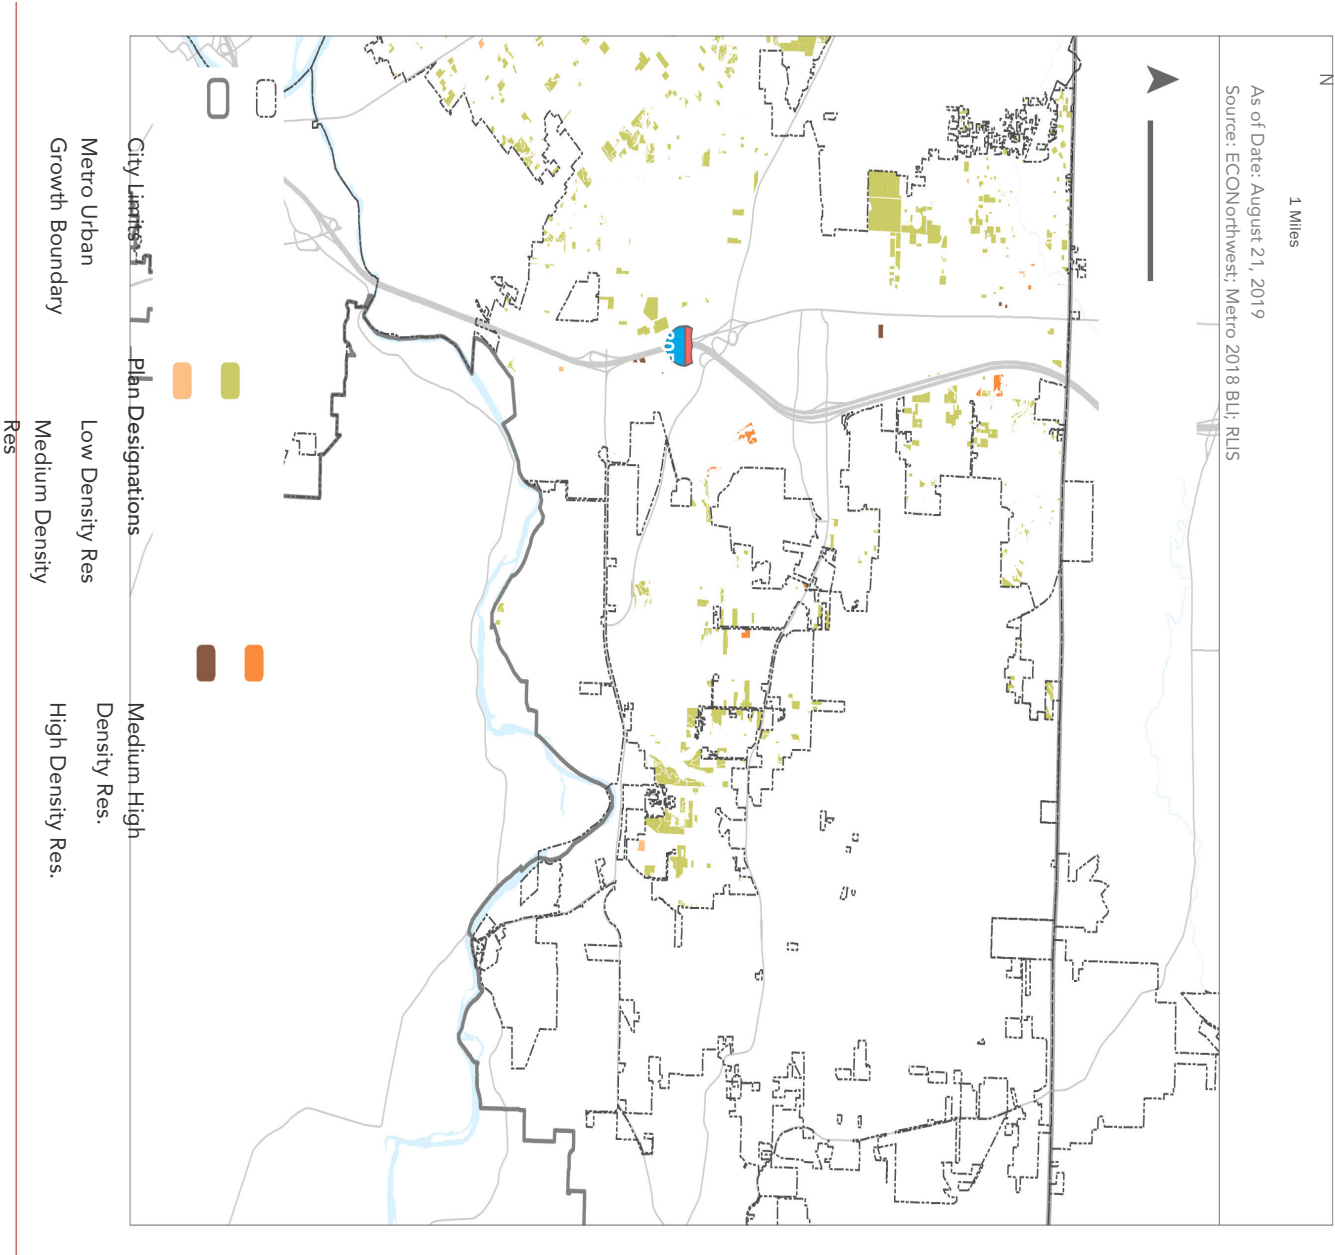 N
1 Miles
As of Date: August 21, 2019
Source: ECONorthwest; Metro 2018 BLI; RLIS
City Limits
Metro Urban
Growth Boundary
Plan Designations
Low Density Res
Medium Density
Res
Medium High
Density Res.
High Density Res.